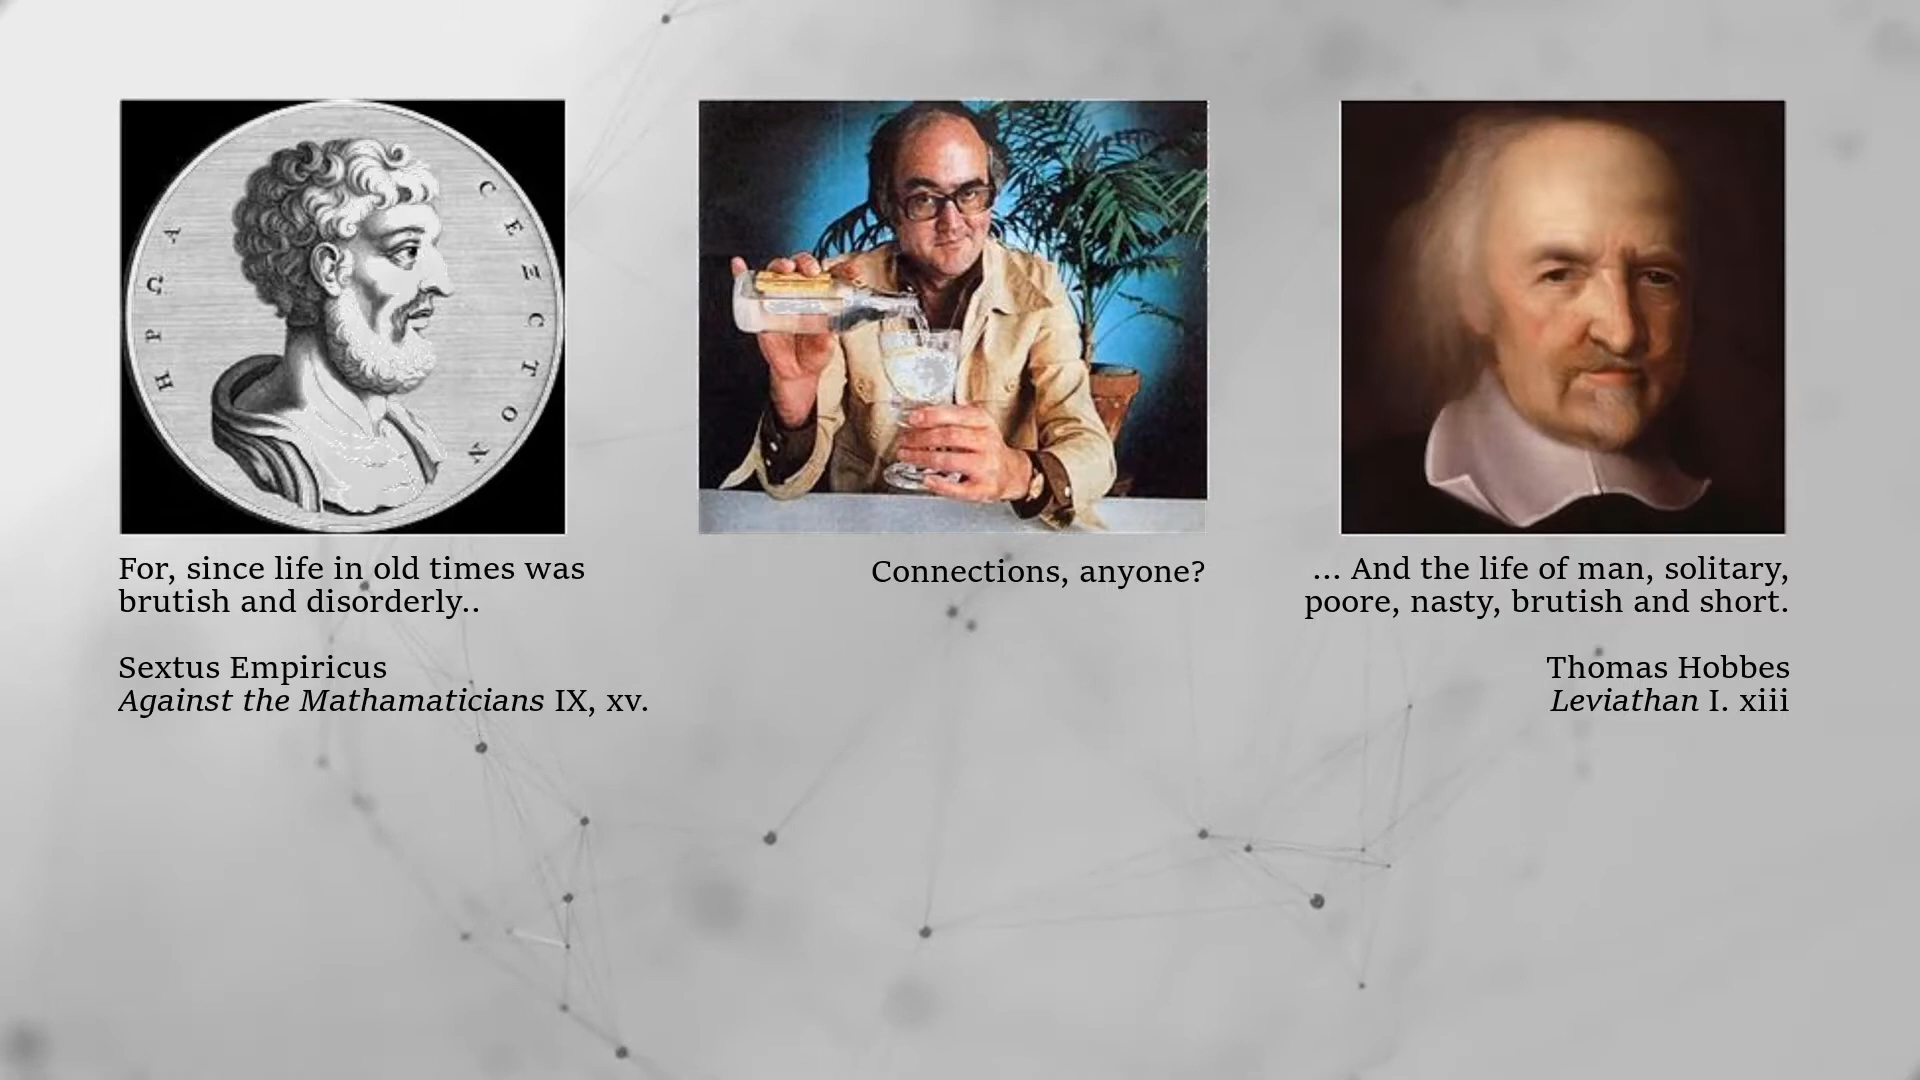 ΗΡΩΑ CΕΞCΤΟΝ
For, since life in old times was
brutish and disorderly..
Sextus Empiricus
Against the Mathamaticians IX, xv.
Connections, anyone?
... And the life of man, solitary,
poore, nasty, brutish and short.
Thomas Hobbes
Leviathan I. xiii